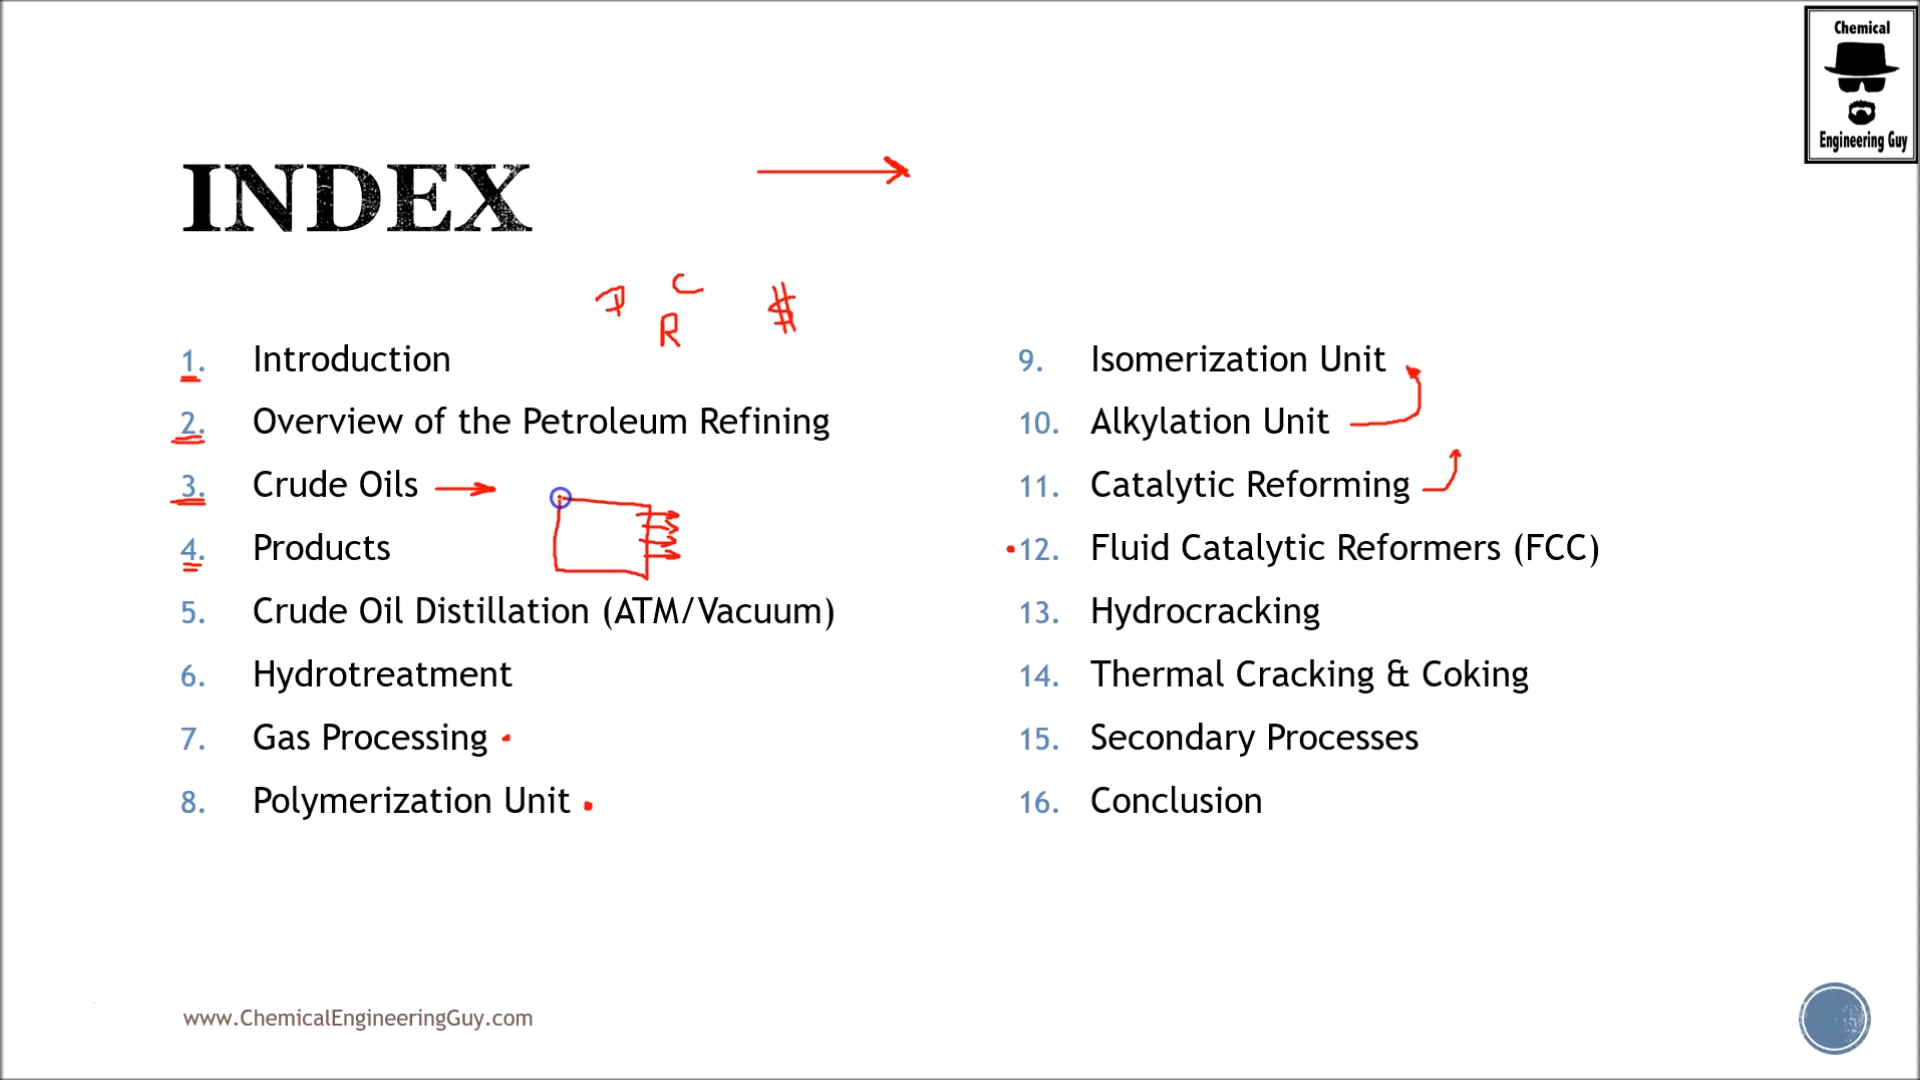 Chemical
Engineering Guy
INDEX
C
$
R
1. Introduction
2. Overview of the Petroleum Refining
3. Crude Oils
4. Products
5. Crude Oil Distillation (ATM/Vacuum)
6. Hydrotreatment
7. Gas Processing
8. Polymerization Unit
9. Isomerization Unit
10. Alkylation Unit
11. Catalytic Reforming
12. Fluid Catalytic Reformers (FCC)
13. Hydrocracking
14. Thermal Cracking & Coking
15. Secondary Processes
16. Conclusion
www.ChemicalEngineeringGuy.com